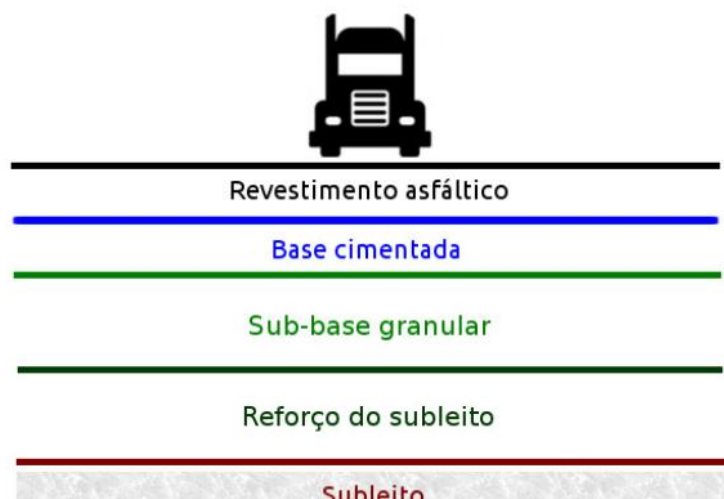 Revestimento asfáltico
Base cimentada
Sub-base granular
Reforço do subleito
Subleito